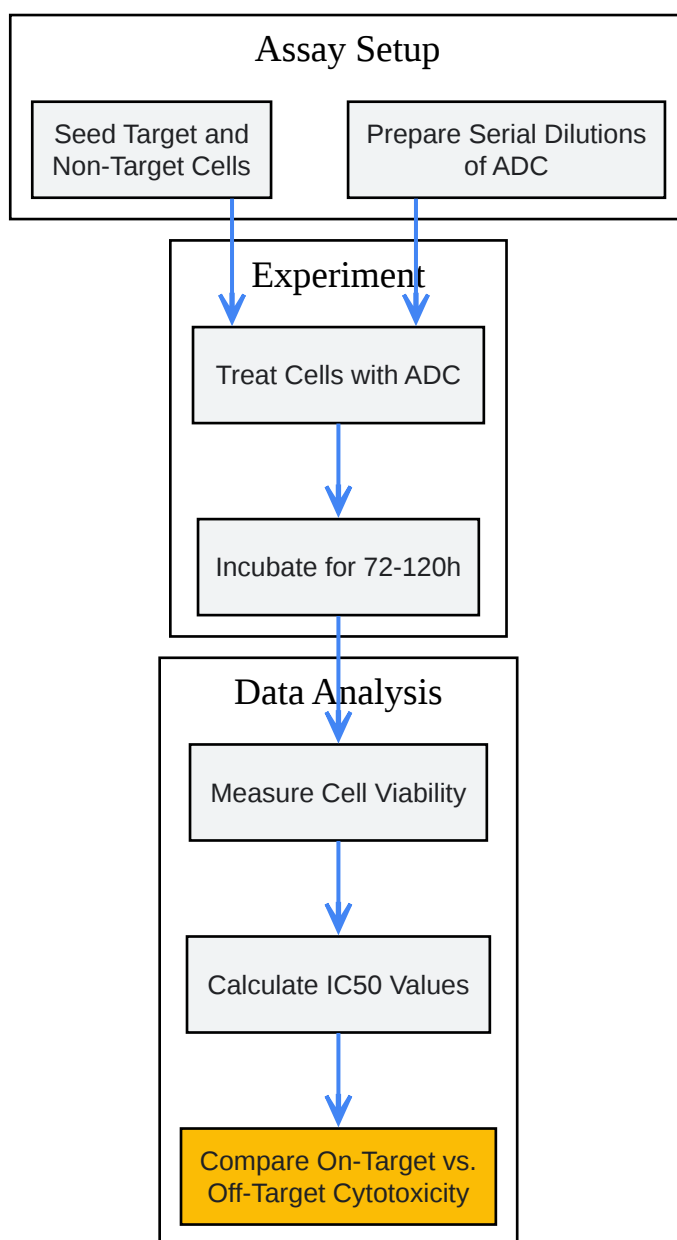 Assay Setup
Seed Target and
Non-Target Cells
Prepare Serial Dilutions
of ADC
Experiment
Treat Cells with ADC
Incubate for 72-120h
Data Analysis
Measure Cell Viability
Calculate IC50 Values
Compare On-Target vs.
Off-Target Cytotoxicity